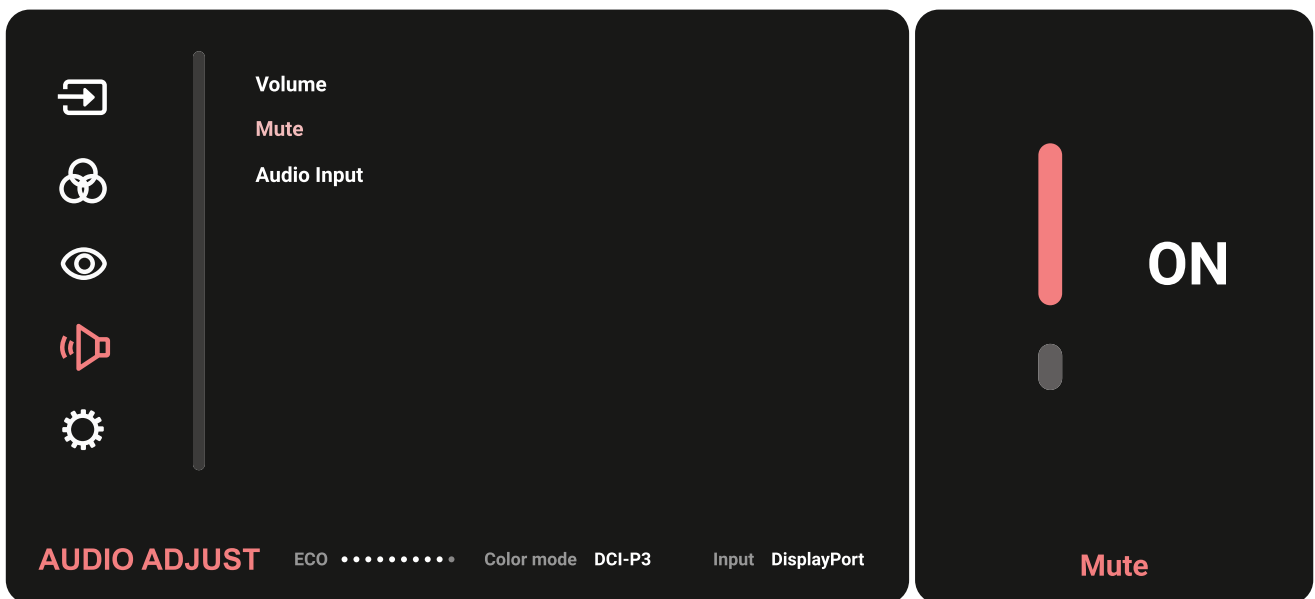 Volume
Mute
Audio Input
AUDIO ADJUST ECO Color mode DCI-P3 Input DisplayPort
ON
Mute